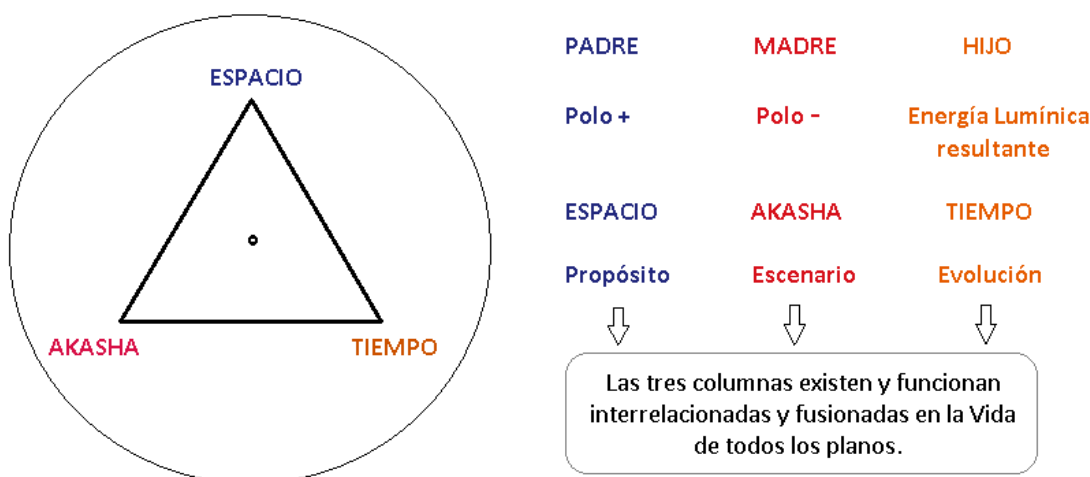 ESPACIO
AKASHA
TIEMPO
PADRE MADRE HIJO
Polo + Polo - Energía Lumínica
resultante
ESPACIO AKASHA TIEMPO
Propósito Escenario Evolución
Las tres columnas existen y funcionan
interrelacionadas y fusionadas en la Vida
de todos los planos.